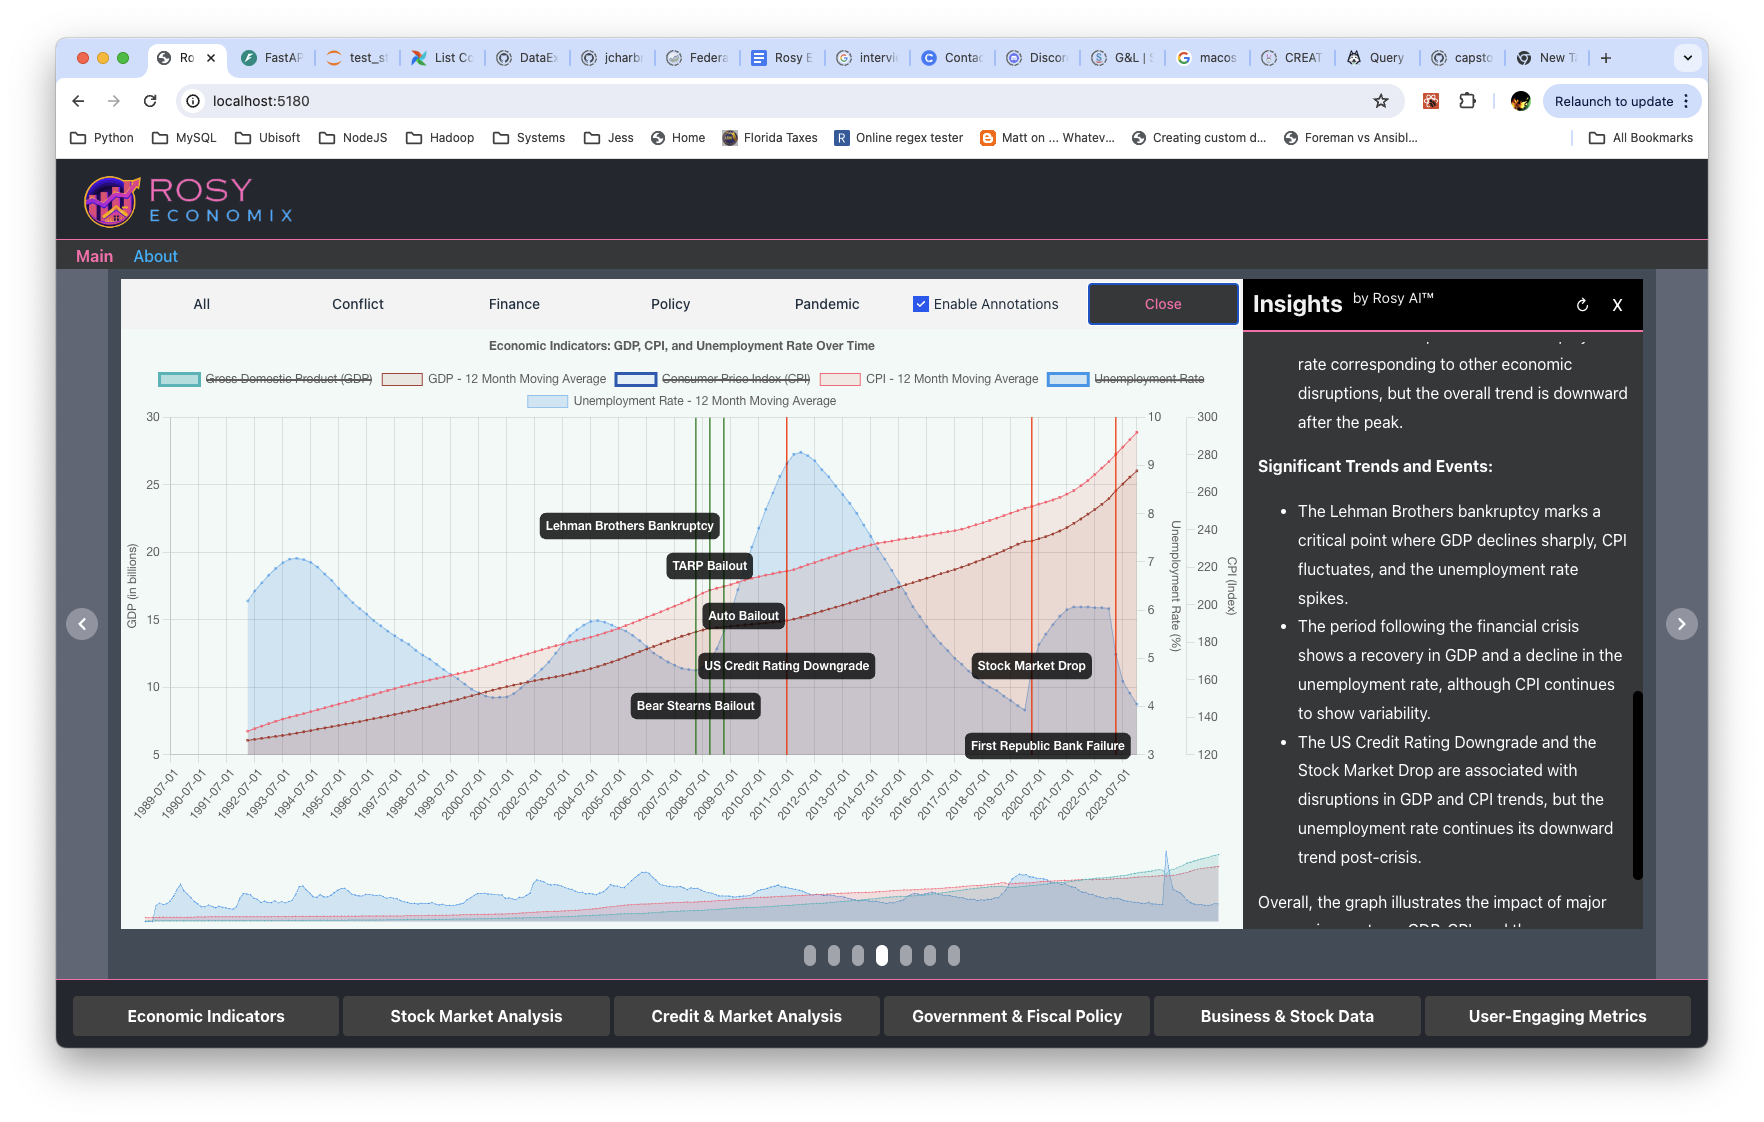 Ro
FastAP
test_st
List Co
DataEx
jcharbr
Federa
Rosy E
intervi
Contac
Discor
G&L | S
macos
CREAT
Query
capsto
New Ta
localhost:5180
Relaunch to update
Python
MySQL
Ubisoft
NodeJS
Hadoop
Systems
Jess
Home
Florida Taxes
R
Online regex tester
Matt on ... Whatev...
Creating custom d...
Foreman vs Ansibl...
All Bookmarks
ROSY
ECONOMIX
Main
About
All
Conflict
Finance
Policy
Pandemic
Enable Annotations
Close
Economic Indicators: GDP, CPI, and Unemployment Rate Over Time
Gross Domestic Product (GDP)
GDP - 12 Month Moving Average
Consumer Price Index (CPI)
CPI - 12 Month Moving Average
Unemployment Rate
Unemployment Rate - 12 Month Moving Average
30
25
20
15
10
5
GDP (in billions)
10
9
8
7
6
5
4
3
Unemployment Rate (%)
300
280
260
240
220
200
180
160
140
120
CPI (Index)
Lehman Brothers Bankruptcy
TARP Bailout
Auto Bailout
US Credit Rating Downgrade
Stock Market Drop
Bear Stearns Bailout
First Republic Bank Failure
1989-07-01
1990-07-01
1991-07-01
1992-07-01
1993-07-01
1994-07-01
1995-07-01
1996-07-01
1997-07-01
1998-07-01
1999-07-01
2000-07-01
2001-07-01
2002-07-01
2003-07-01
2004-07-01
2005-07-01
2006-07-01
2007-07-01
2008-07-01
2009-07-01
2010-07-01
2011-07-01
2012-07-01
2013-07-01
2014-07-01
2015-07-01
2016-07-01
2017-07-01
2018-07-01
2019-07-01
2020-07-01
2021-07-01
2022-07-01
2023-07-01
Insights by Rosy AI™
X
rate corresponding to other economic
disruptions, but the overall trend is downward
after the peak.
Significant Trends and Events:
• The Lehman Brothers bankruptcy marks a
critical point where GDP declines sharply, CPI
fluctuates, and the unemployment rate
spikes.
• The period following the financial crisis
shows a recovery in GDP and a decline in the
unemployment rate, although CPI continues
to show variability.
• The US Credit Rating Downgrade and the
Stock Market Drop are associated with
disruptions in GDP and CPI trends, but the
unemployment rate continues its downward
trend post-crisis.
Overall, the graph illustrates the impact of major
Economic Indicators
Stock Market Analysis
Credit & Market Analysis
Government & Fiscal Policy
Business & Stock Data
User-Engaging Metrics